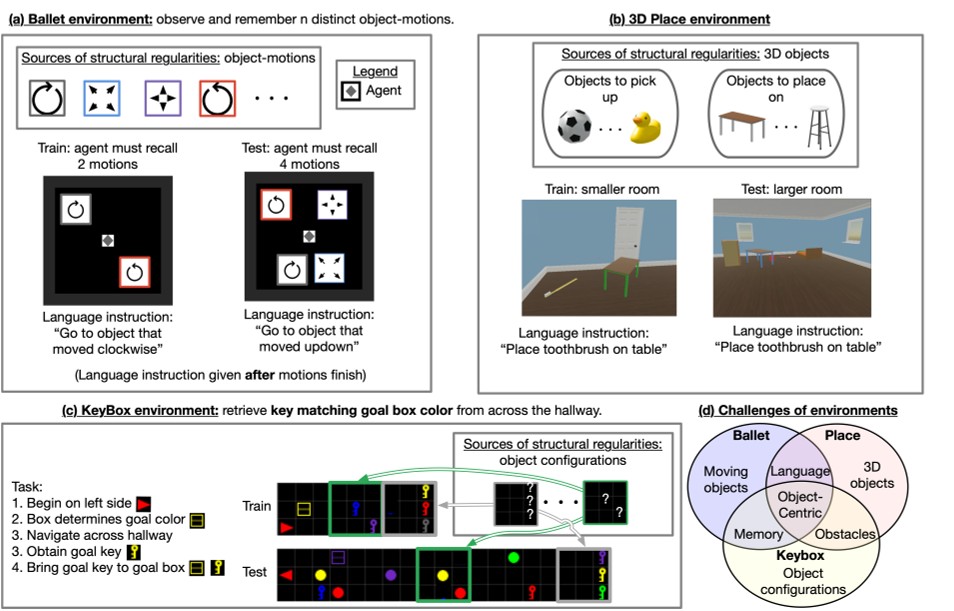 (a) Ballet environment: observe and remember n distinct object-motions.
Sources of structural regularities: object-motions
Legend
Agent
Train: agent must recall
2 motions
Test: agent must recall
4 motions
Language instruction:
“Go to object that
moved clockwise”
Language instruction:
“Go to object that
moved updown”
(Language instruction given after motions finish)
(b) 3D Place environment
Sources of structural regularities: 3D objects
Objects to pick
up
Objects to place
on
Train: smaller room
Test: larger room
Language instruction:
“Place toothbrush on table”
Language instruction:
“Place toothbrush on table”
(c) KeyBox environment: retrieve key matching goal box color from across the hallway.
Sources of structural regularities:
object configurations
Task:
1. Begin on left side
2. Box determines goal color
3. Navigate across hallway
3. Obtain goal key
4. Bring goal key to goal box
Train
Test
?
?
?
?
?
(d) Challenges of environments
Ballet
Place
Moving
objects
Language
3D
objects
Object-
Centric
Memory
Obstacles
Keybox
Object
configurations